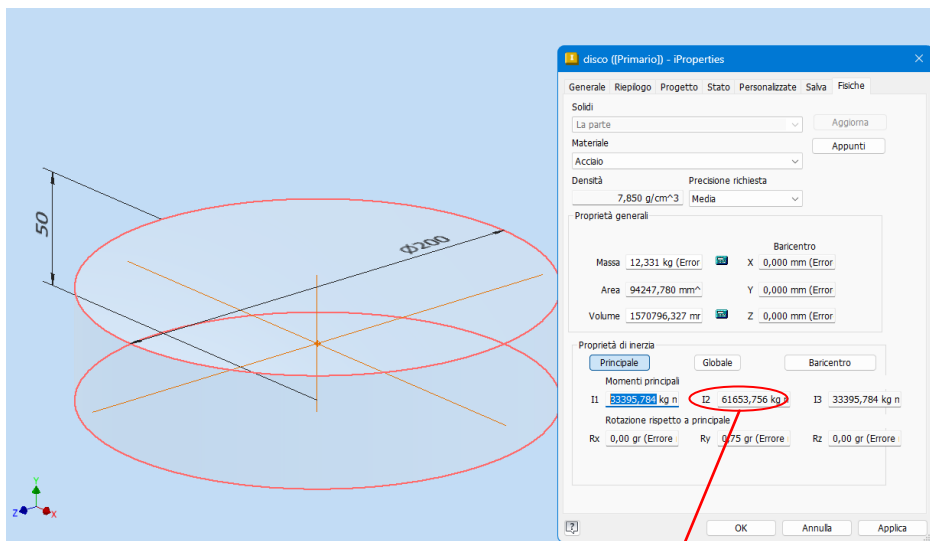 disco ([Primario]) - iProperties
Generale Riepilogo Progetto Stato Personalizzate Salva Fisiche
Solidi
La parte
Aggiorna
Materiale
Appunti
Acciaio
Densità Precisione richiesta
7,850 g/cm^3 Media
Proprietà generali
Baricentro
Massa 12,331 kg (Error X 0,000 mm (Error
Area 94247,780 mm^ Y 0,000 mm (Error
Volume 1570796,327 mr Z 0,000 mm (Error
Proprietà di inerzia
Principale Globale Baricentro
Momenti principali
I1 33395,784 kg n I2 61653,756 kg n I3 33395,784 kg n
Rotazione rispetto a principale
Rx 0,00 gr (Errore Ry 0,75 gr (Errore Rz 0,00 gr (Errore
OK Annulla Applica
50
Ø200
Y
Z X